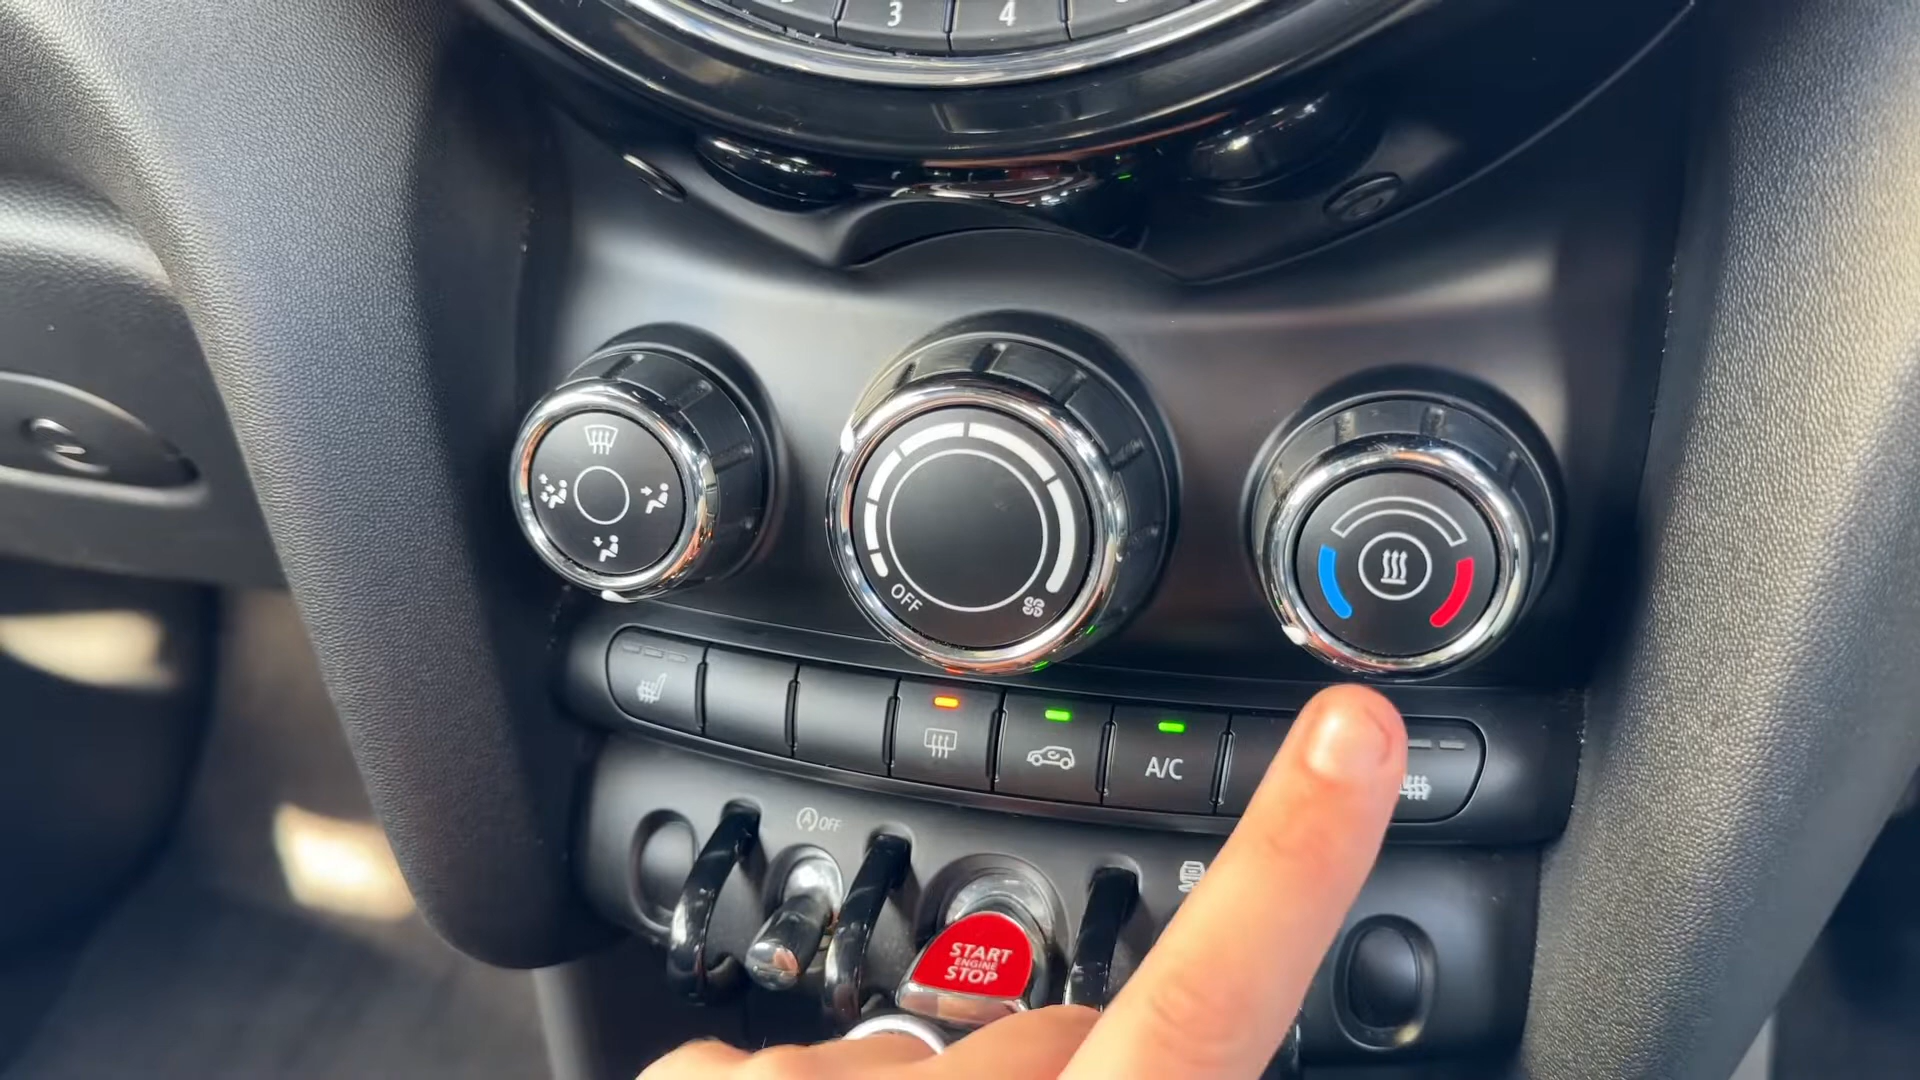 3
4
OFF
A/C
A OFF
START
ENGINE
STOP